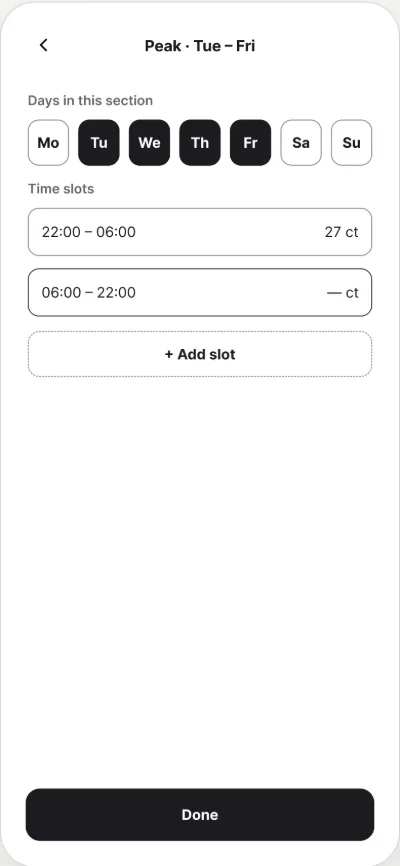 Peak · Tue – Fri
Days in this section
Mo Tu We Th Fr Sa Su
Time slots
22:00 – 06:00 27 ct
06:00 – 22:00 — ct
+ Add slot
Done